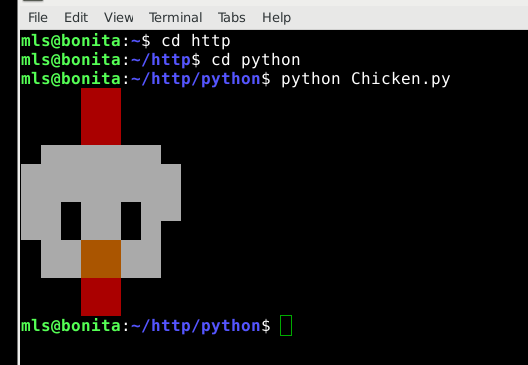 File Edit View Terminal Tabs Help
mls@bonita:~$ cd http
mls@bonita:~/http$ cd python
mls@bonita:~/http/python$ python Chicken.py
mls@bonita:~/http/python$